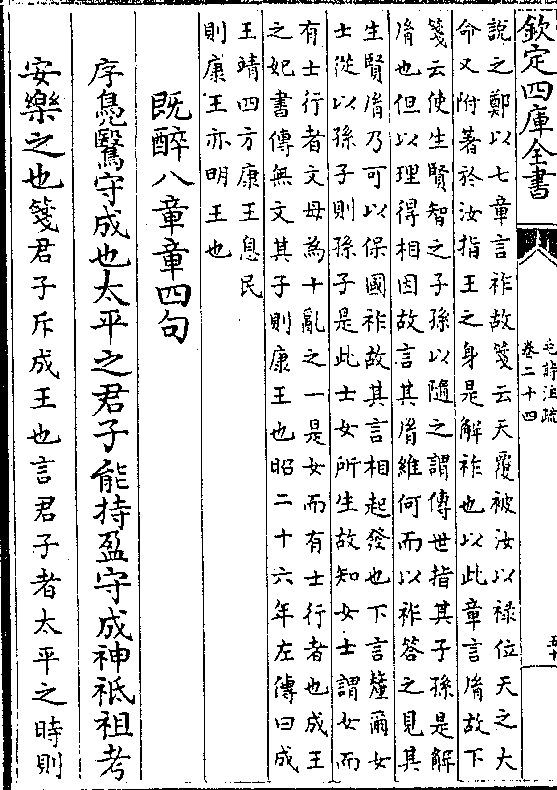 欽定四庫全書
毛詩注疏
卷二十四
說之鄭以七章言祚故箋云天覆被汝以祿位天之大
命又附著於汝指王之身是解祚也以此章言胤故下
箋云使生賢智之子孫以隨之謂傳世指其子孫是解
胤也但以理得相因故言其胤維何而以祚答之見其
生賢胤乃可以保國祚故其言相起發也下言釐爾女
士從以孫子則孫子是此士女所生故知女士謂女而
有士行者文母為十亂之一是女而有士行者也成王
之妃書傳無文其子則康王也昭二十六年左傳曰成
王靖四方康王息民
則康王亦明王也
既醉八章章四句
序鳧鷖守成也太平之君子能持盈守成神祗祖考
安樂之也箋君子斥成王也言君子者太平之時則